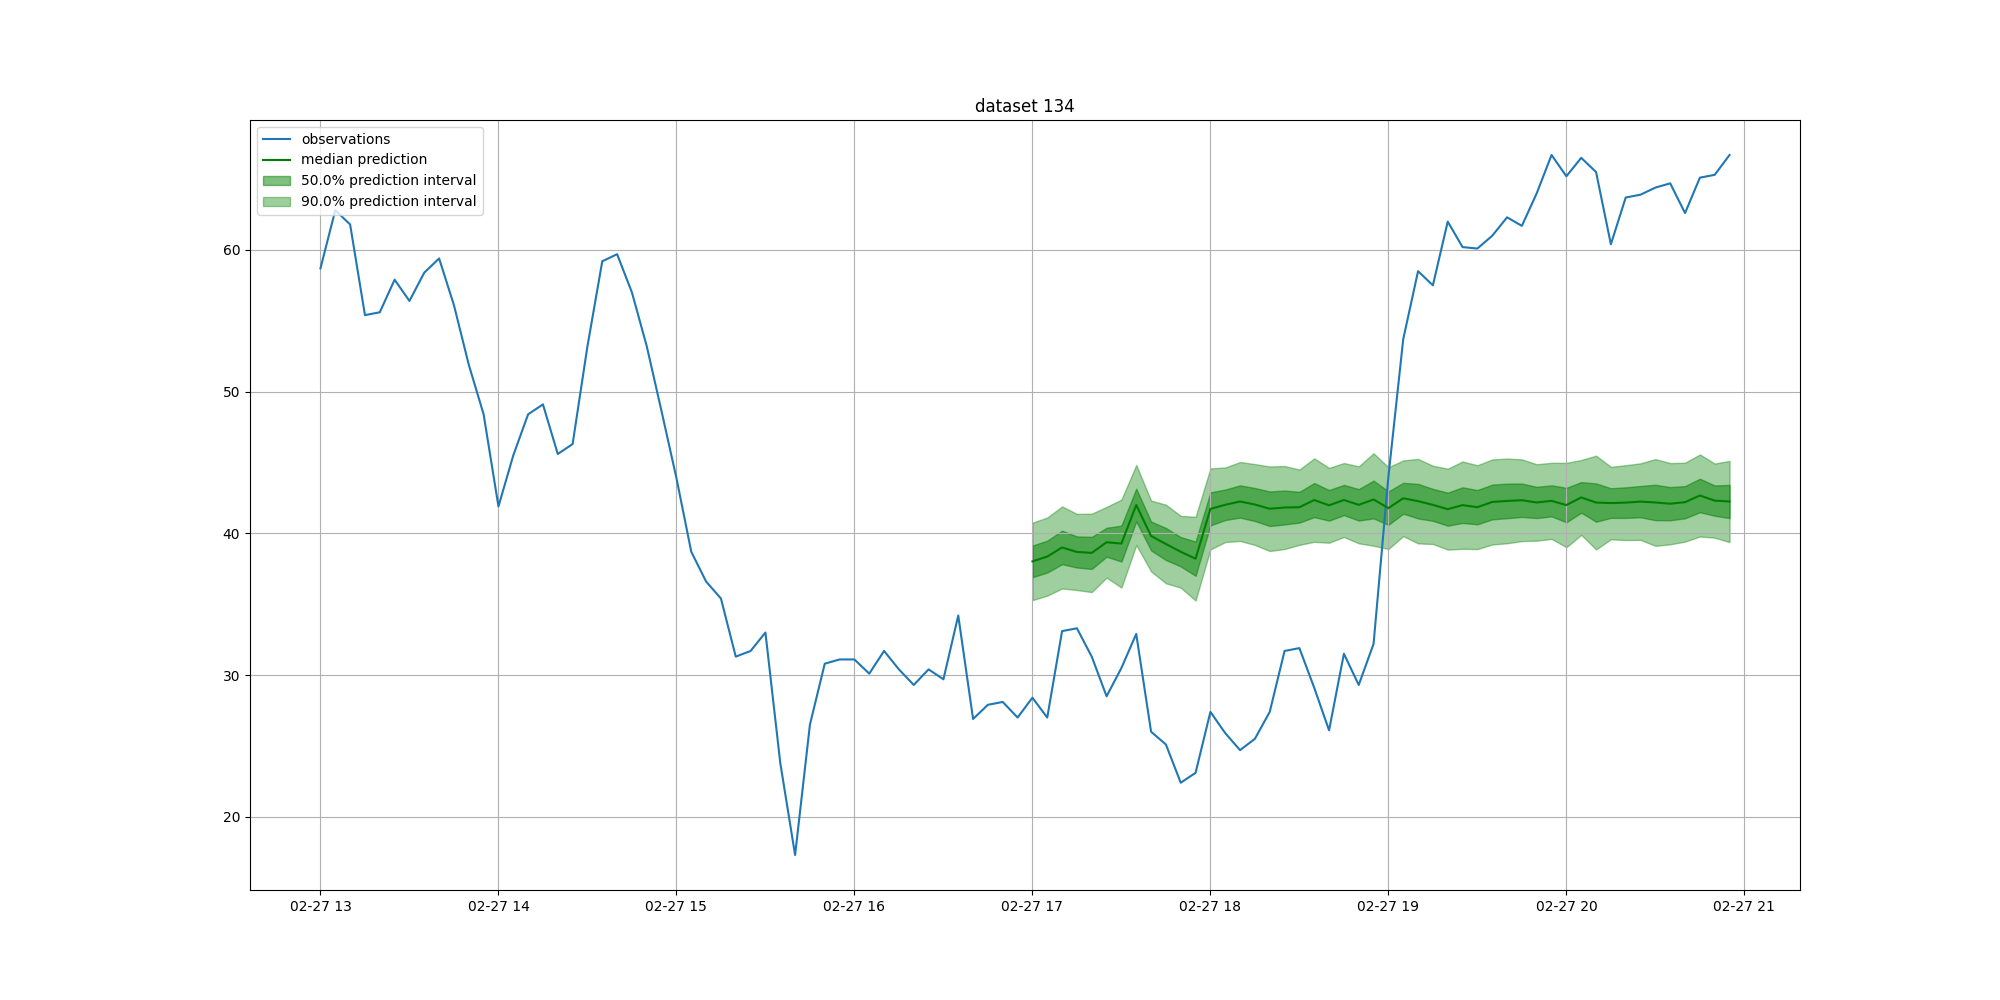 dataset 134
observations
median prediction
50.0% prediction interval
90.0% prediction interval
60
50
40
30
20
02-27 13
02-27 14
02-27 15
02-27 16
02-27 17
02-27 18
02-27 19
02-27 20
02-27 21